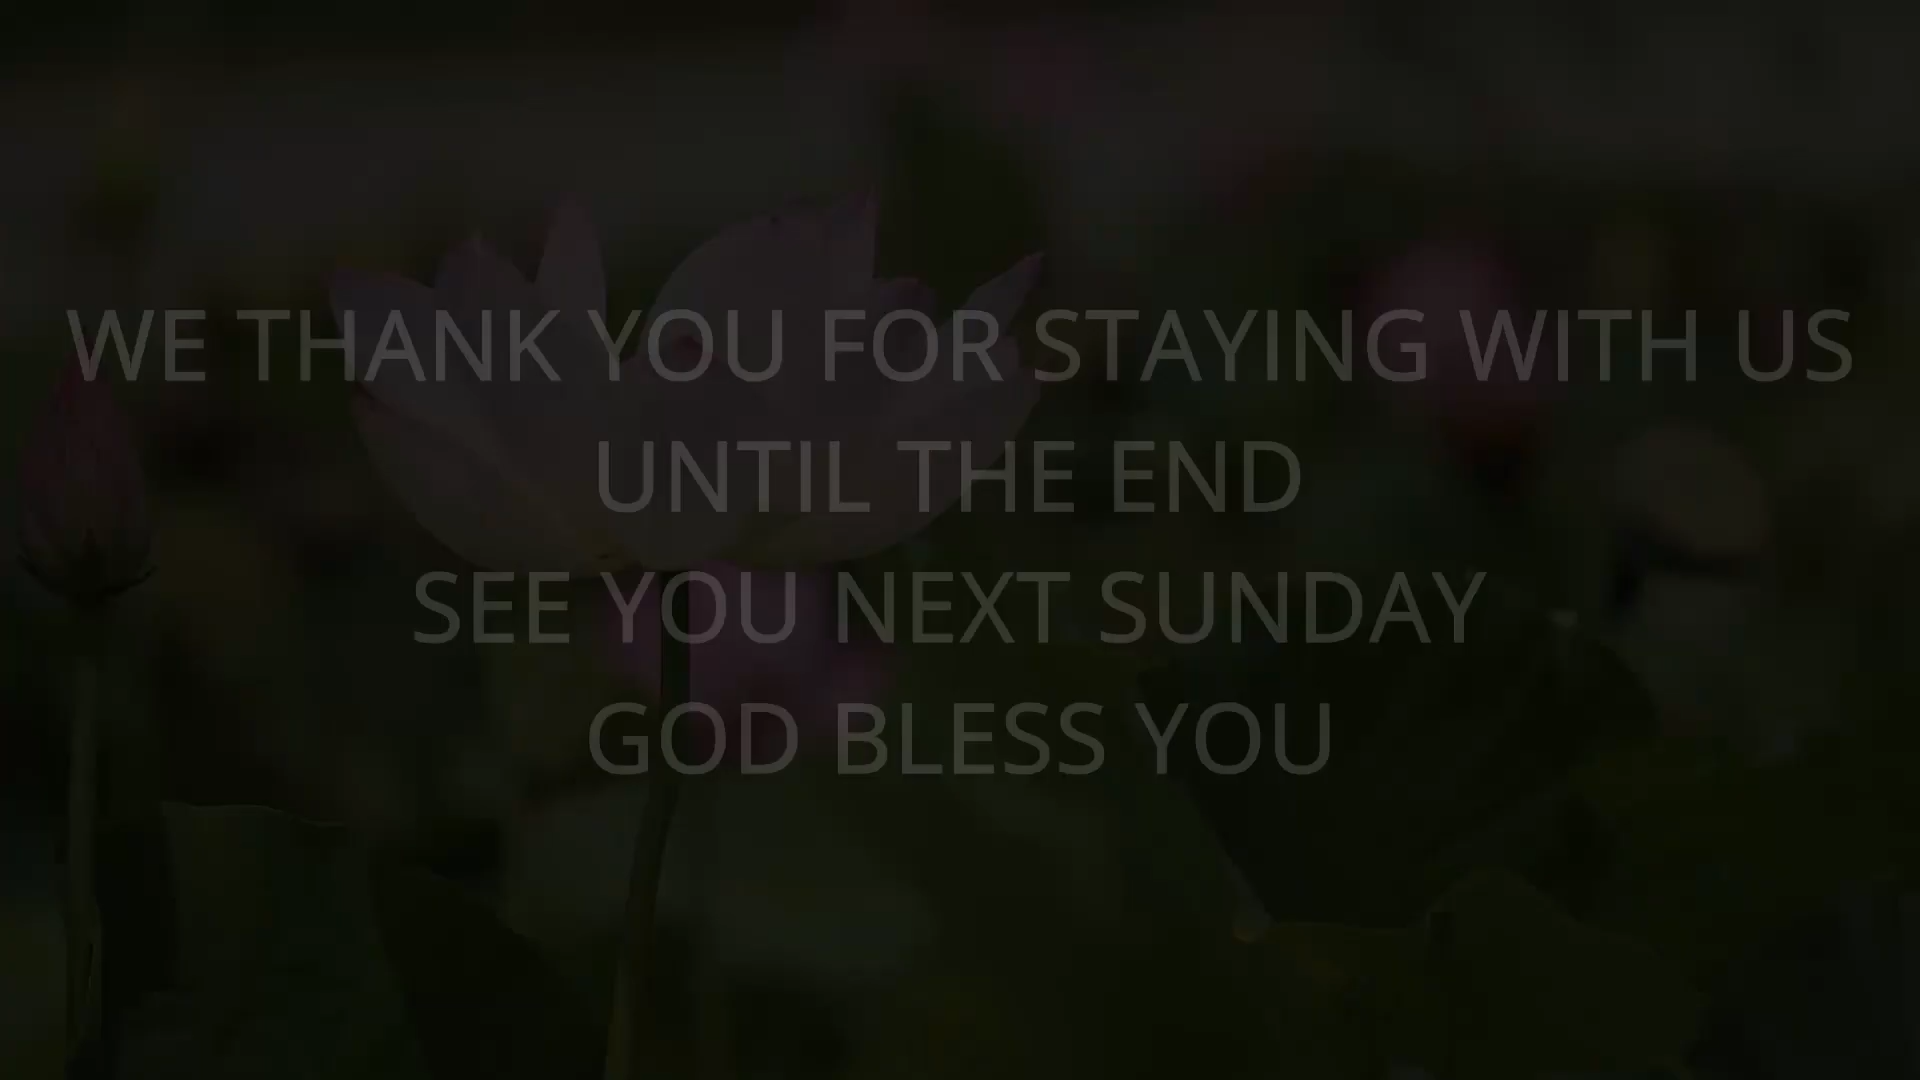 WE THANK YOU FOR STAYING WITH US
UNTIL THE END
SEE YOU NEXT SUNDAY
GOD BLESS YOU